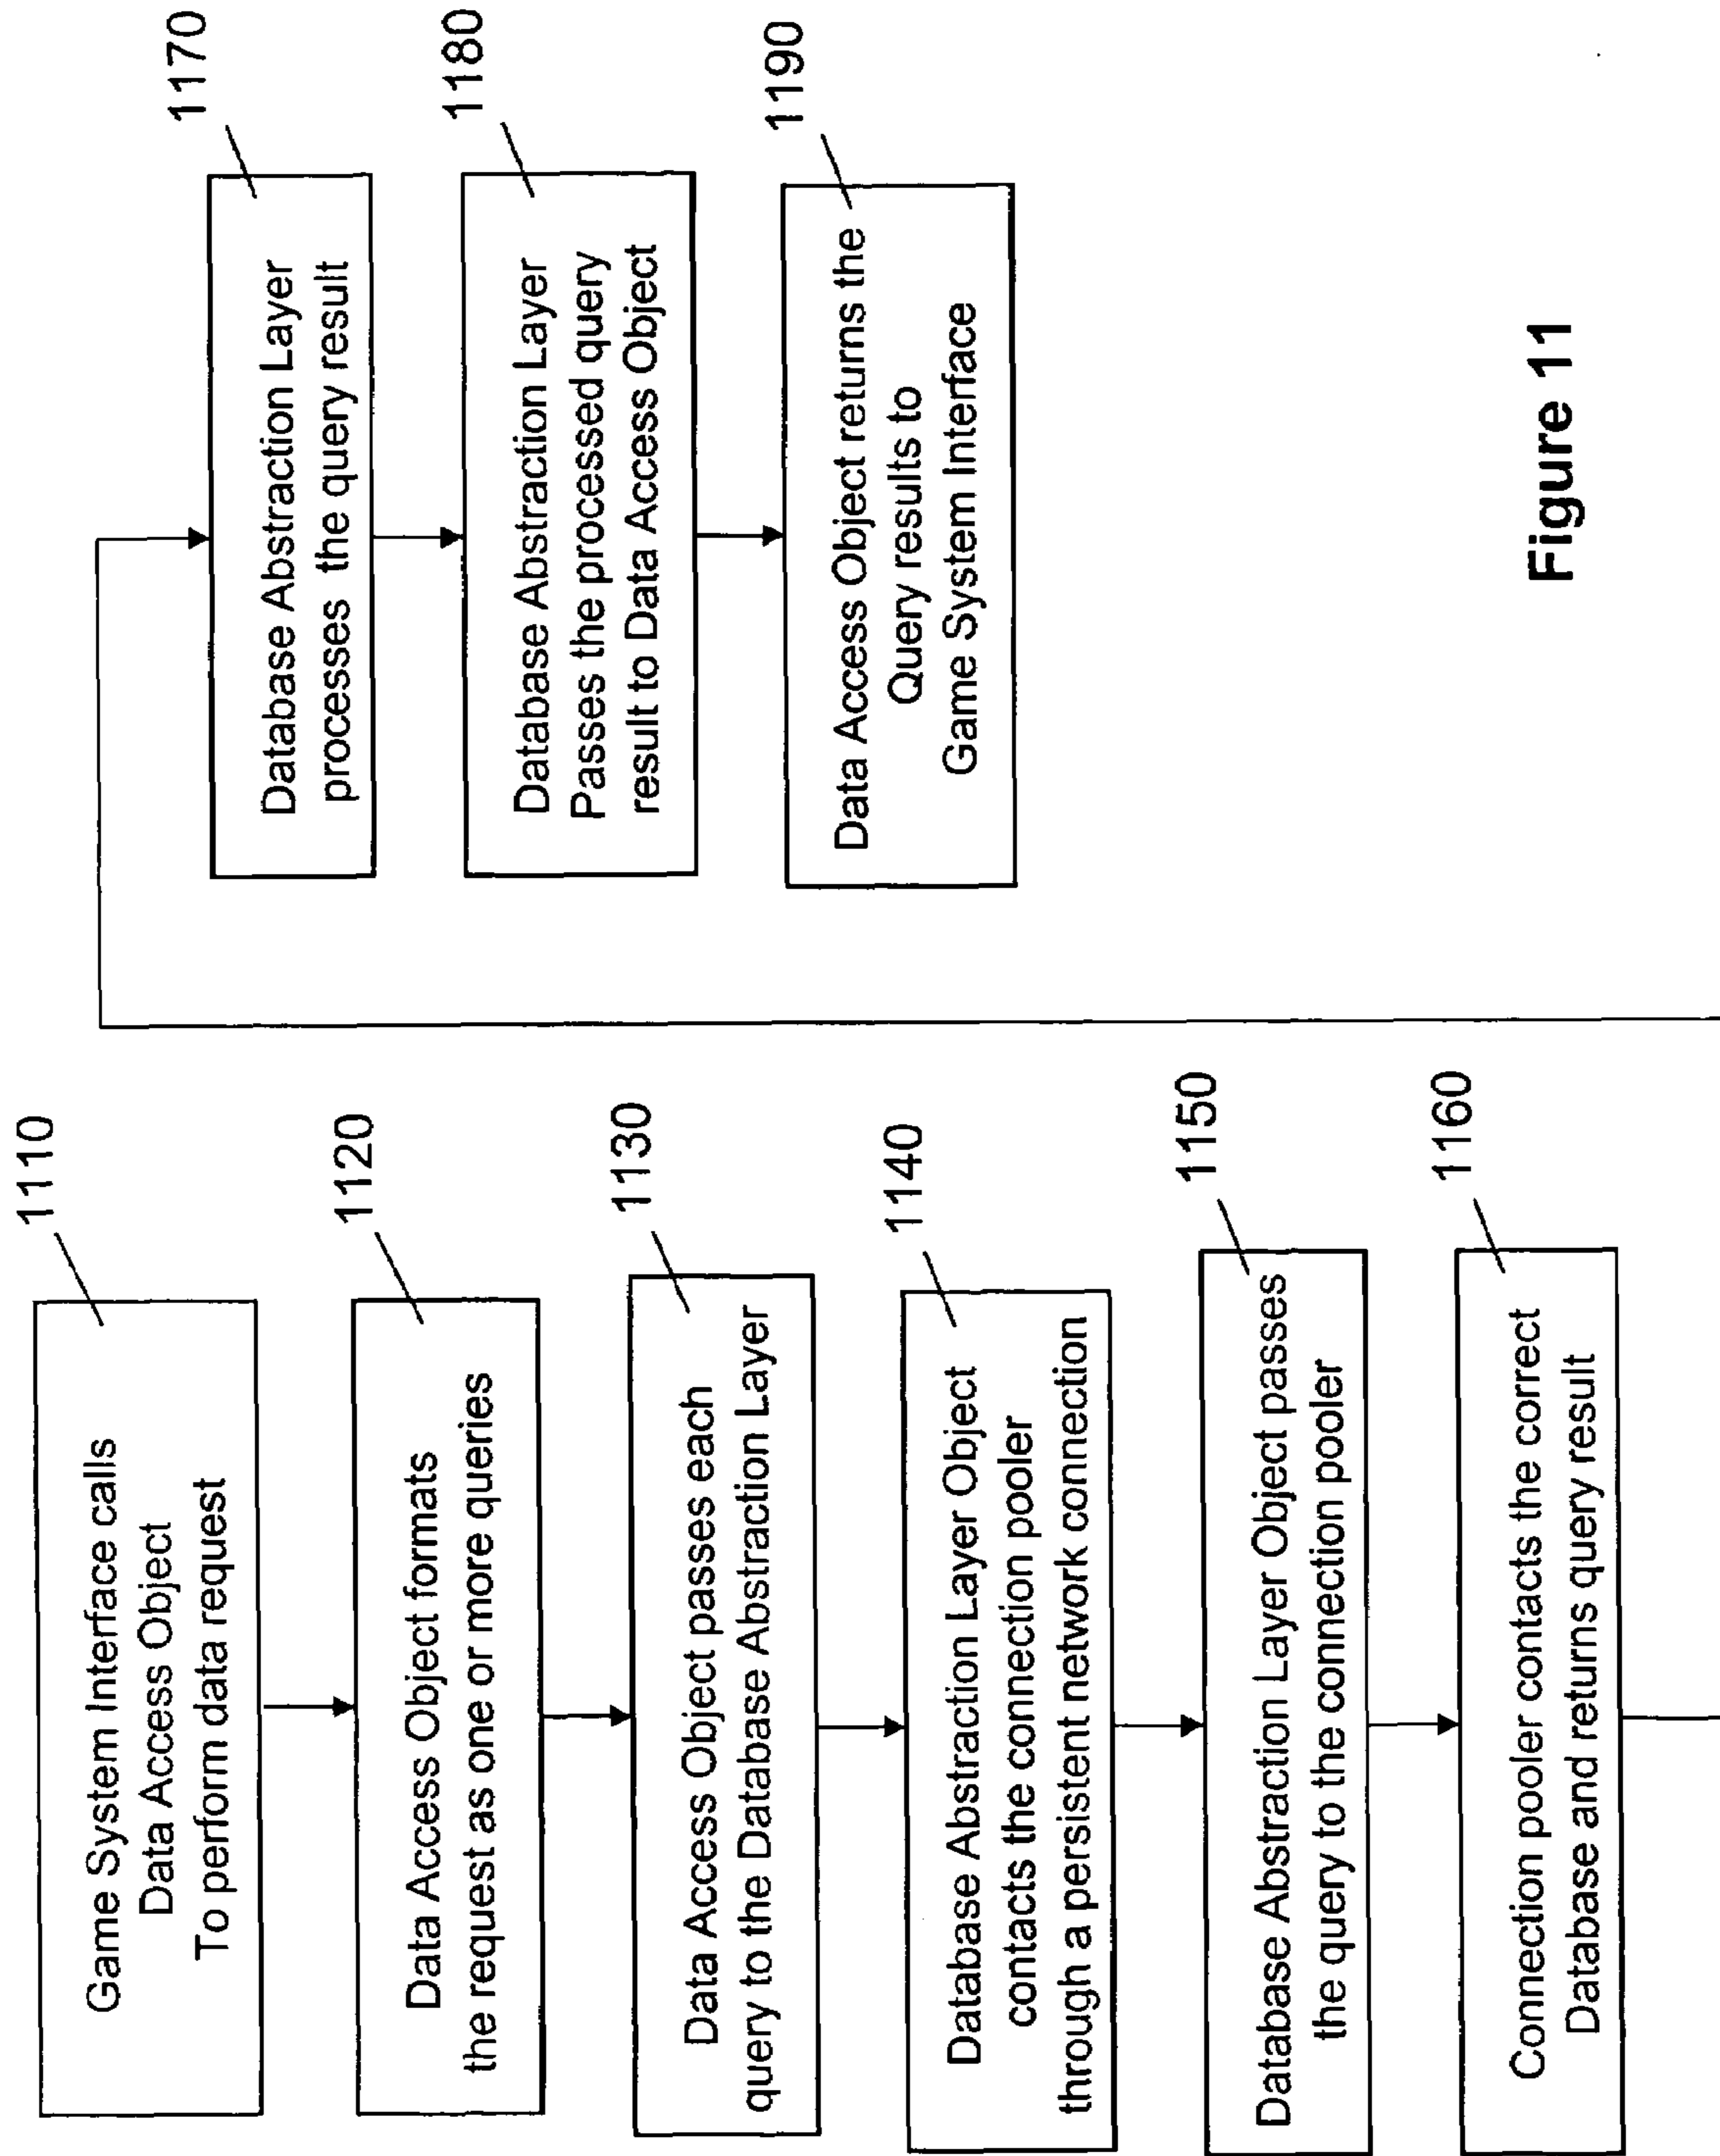 1110
Game System Interface calls
Data Access Object
To perform data request
1120
Data Access Object formats
the request as one or more queries
1130
Data Access Object passes each
query to the Database Abstraction Layer
1140
Database Abstraction Layer Object
contacts the connection pooler
through a persistent network connection
1150
Database Abstraction Layer Object passes
the query to the connection pooler
1160
Connection pooler contacts the correct
Database and returns query result
1170
Database Abstraction Layer
processes the query result
1180
Database Abstraction Layer
Passes the processed query
result to Data Access Object
1190
Data Access Object returns the
Query results to
Game System Interface
Figure 11